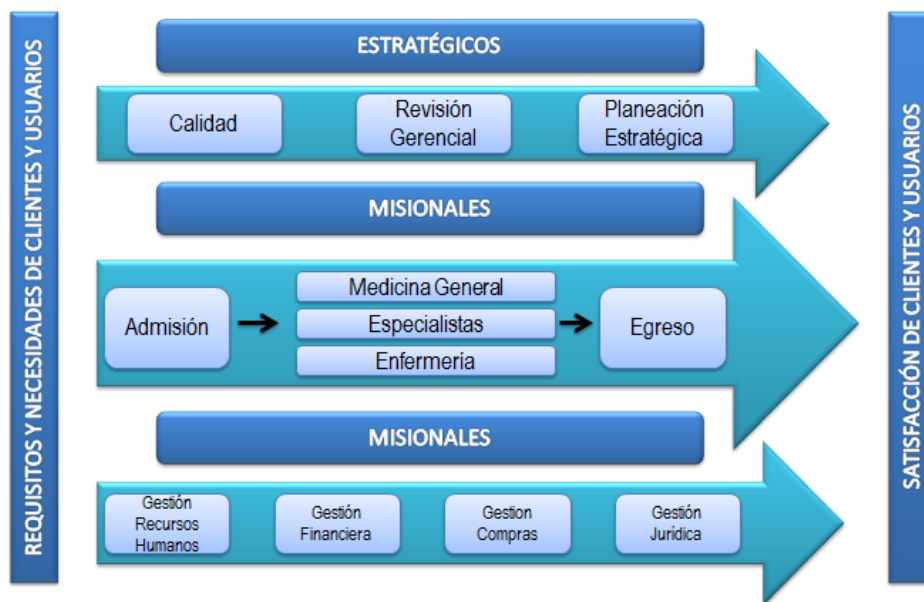 REQUISITOS Y NECESIDADES DE CLIENTES Y USUARIOS
ESTRATÉGICOS
Calidad
Revisión
Gerencial
Planeación
Estratégica
MISIONALES
Admisión
Medicina General
Especialistas
Enfermería
Egreso
MISIONALES
Gestión
Recursos
Humanos
Gestión
Financiera
Gestion
Compras
Gestión
Jurídica
SATISFACCIÓN DE CLIENTES Y USUARIOS